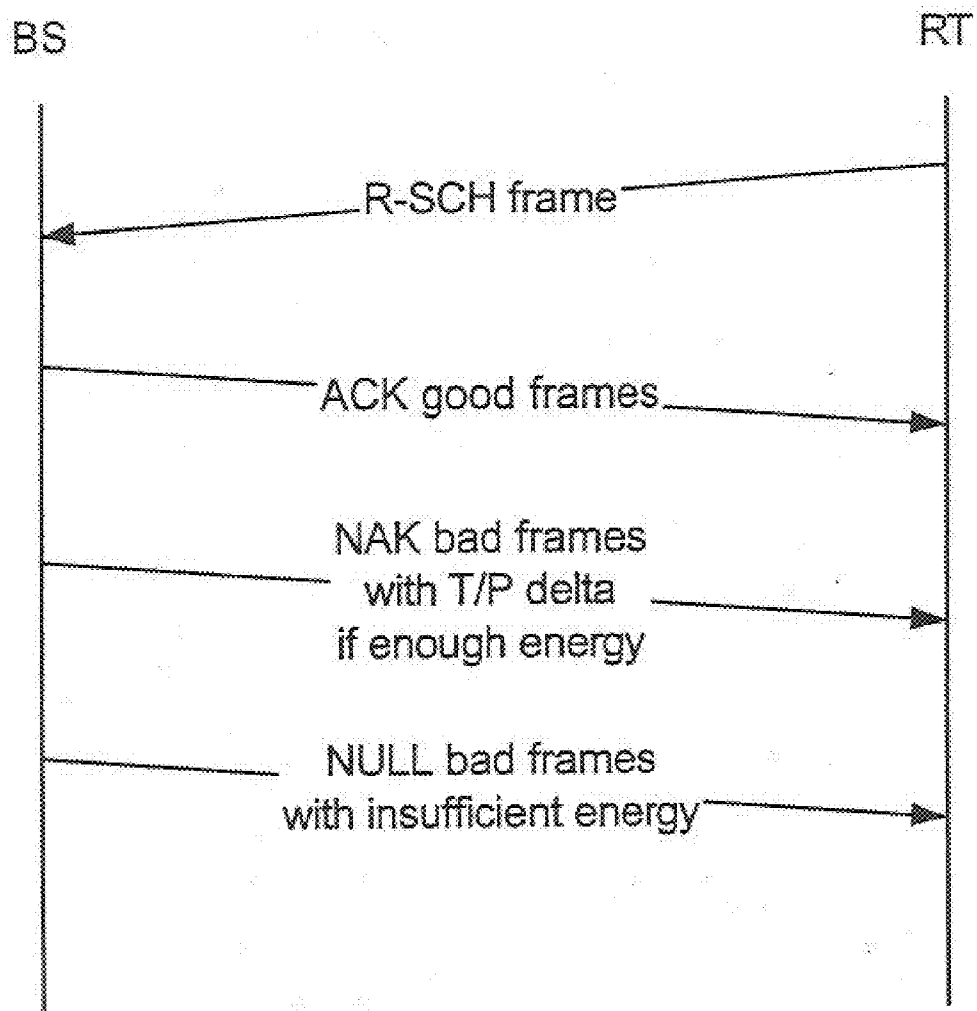 BS
RT
R-SCH frame
ACK good frames
NAK bad frames
with T/P delta
if enough energy
NULL bad frames
with insufficient energy